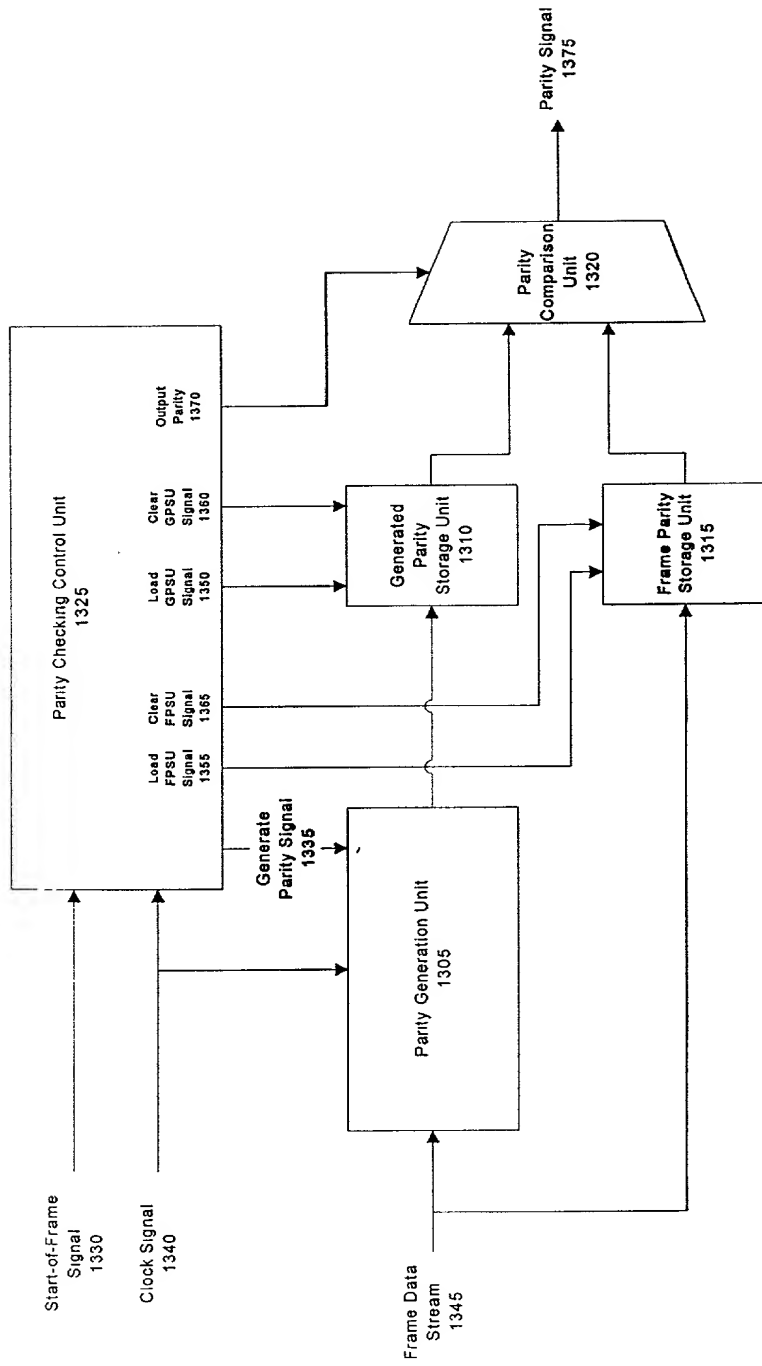 Parity Checking Control Unit
1325
Start-of-Frame
Signal
1330
Clock Signal
1340
Generate
Parity Signal
1335
Load
FPSU
Signal
1355
Clear
FPSU
Signal
1365
Load
GPSU
Signal
1350
Clear
GPSU
Signal
1360
Output
Parity
1370
Frame Data
Stream
1345
Parity Generation Unit
1305
Generated
Parity
Storage Unit
1310
Frame Parity
Storage Unit
1315
Parity
Comparison
Unit
1320
Parity Signal
1375